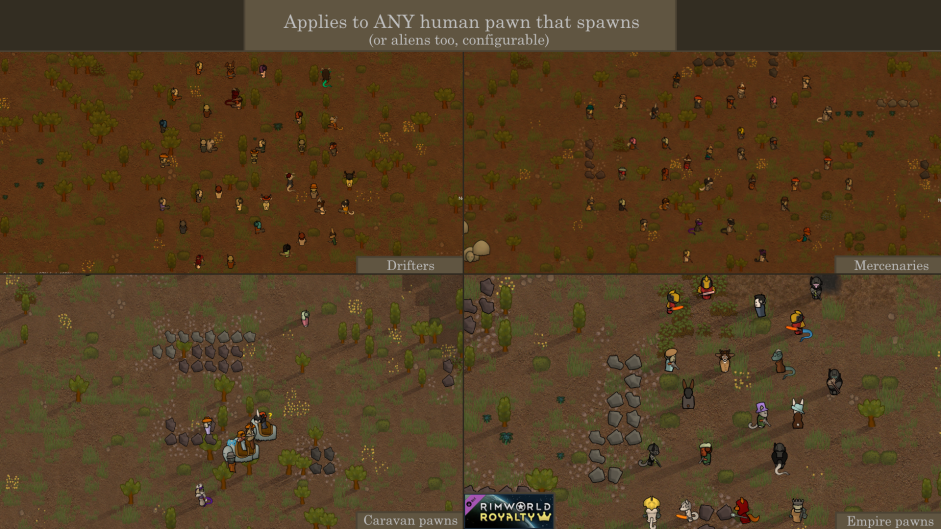 Applies to ANY human pawn that spawns
(or aliens too, configurable)
Drifters
Mercenaries
Caravan pawns
RIMWORLD
ROYALTY
Empire pawns